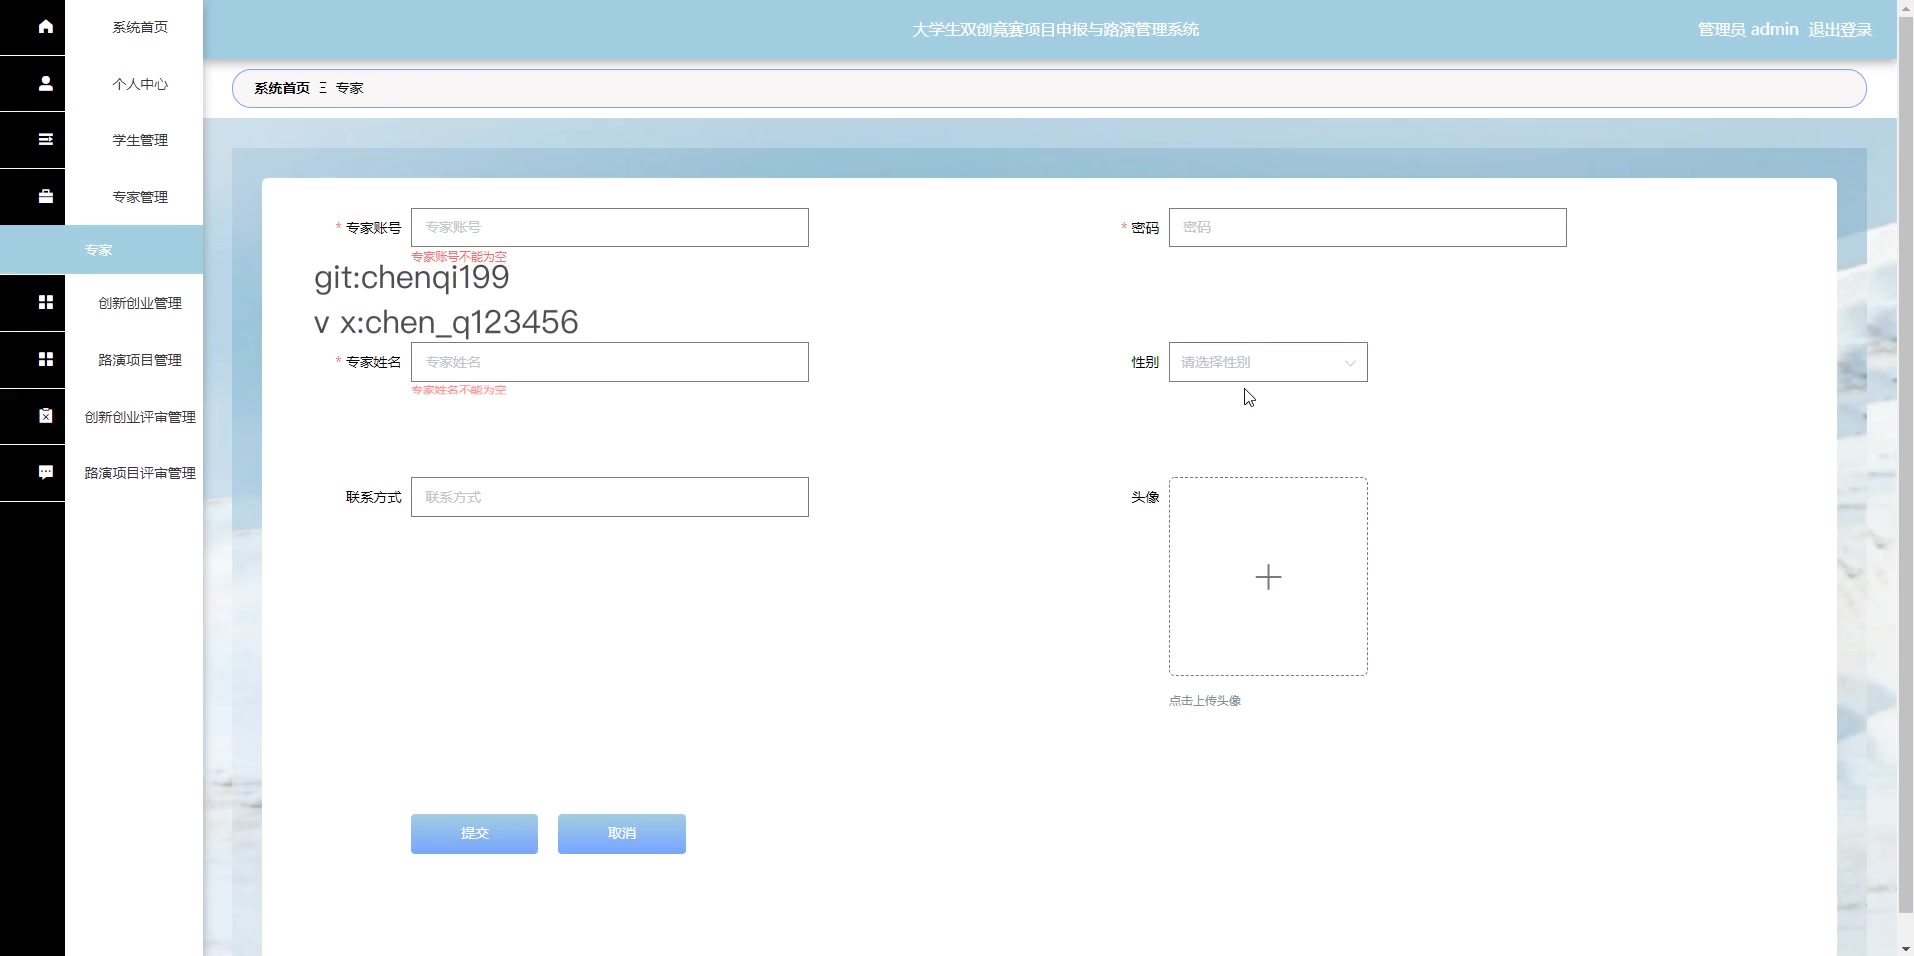 系统首页
个人中心
学生管理
专家管理
专家
创新创业管理
路演项目管理
创新创业评审管理
路演项目评审管理
大学生双创竟赛项目申报与路演管理系统
管理员 admin 退出登录
系统首页 Ξ 专家
* 专家账号 专家账号
专家账号不能为空
* 密码 密码
git:chenqi199
v x:chen_q123456
* 专家姓名 专家姓名
专家姓名不能为空
性别 请选择性别
联系方式 联系方式
头像
点击上传头像
提交 取消